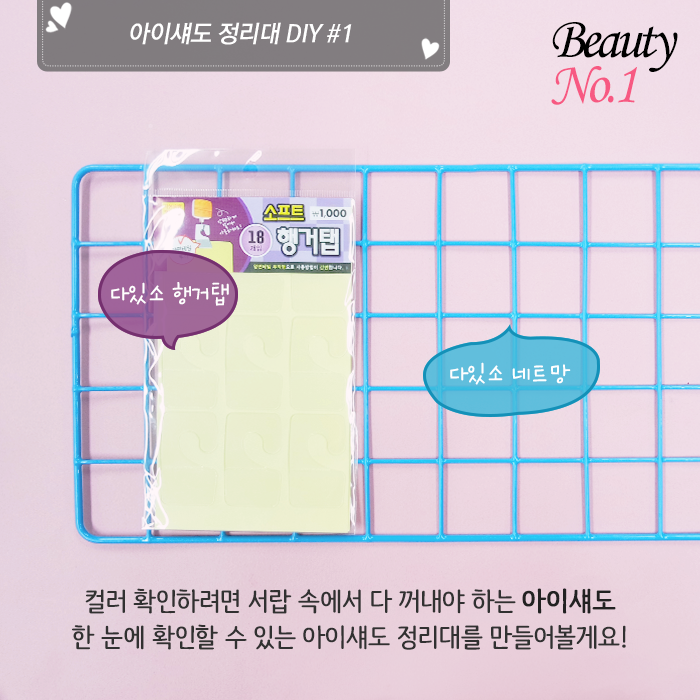 아이섀도 정리대 DIY #1
Beauty
No.1
소프트
₩1,000
18
행거탭
다있소 행거탭
다있소 네트망
컬러 확인하려면 서랍 속에서 다 꺼내야 하는 아이섀도
한 눈에 확인할 수 있는 아이섀도 정리대를 만들어볼게요!